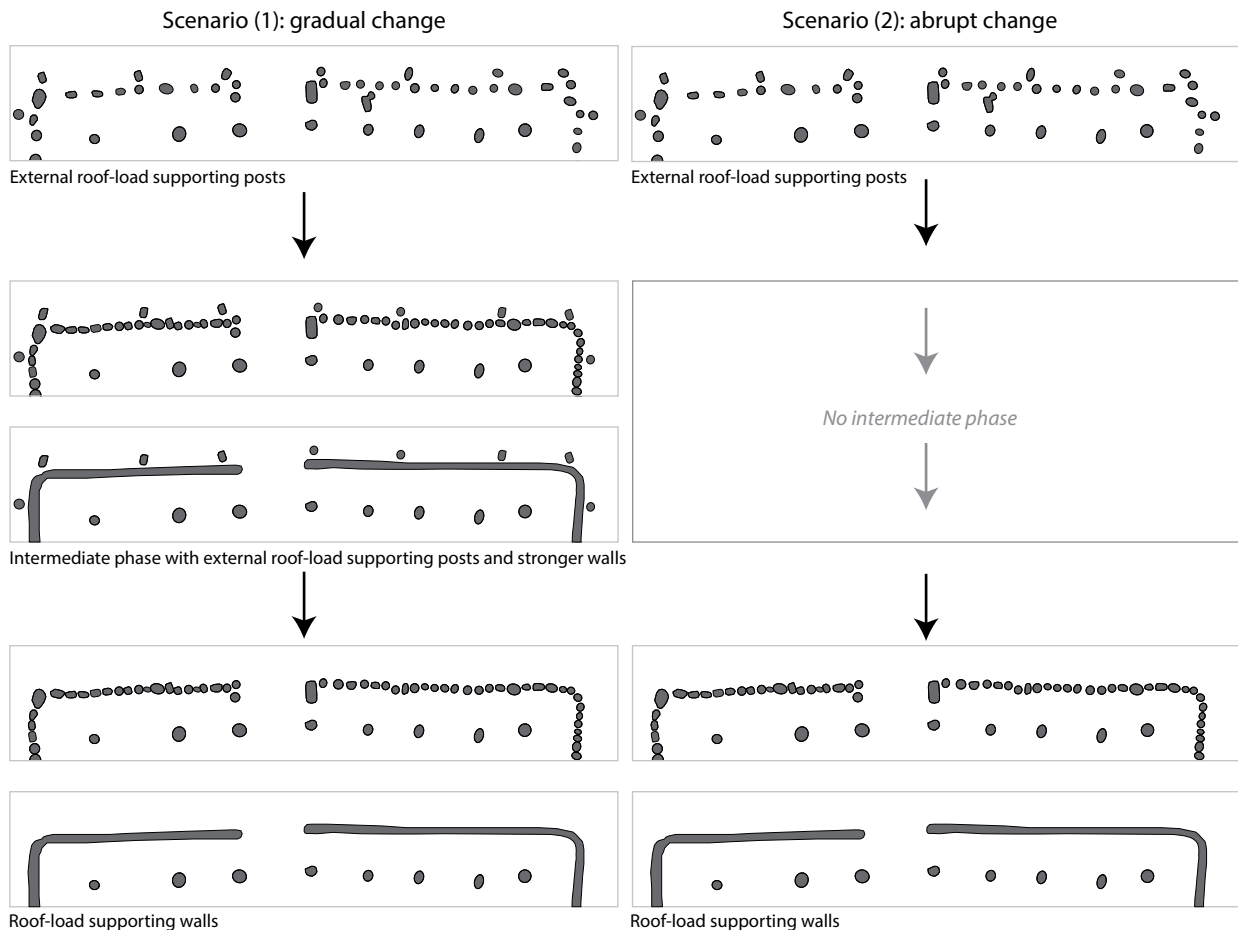 Scenario (1): gradual change
Scenario (2): abrupt change
External roof-load supporting posts
External roof-load supporting posts
No intermediate phase
Intermediate phase with external roof-load supporting posts and stronger walls
Roof-load supporting walls
Roof-load supporting walls